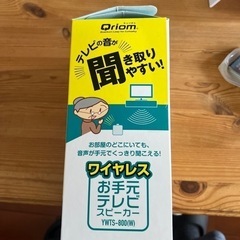 Qriom
テレビの音が
聞き取り
やすい!
お部屋のどこにいても、
音声が手元でくっきり聞こえる!
ワイヤレス
お手元
テレビ
スピーカー
YWTS-800(W)